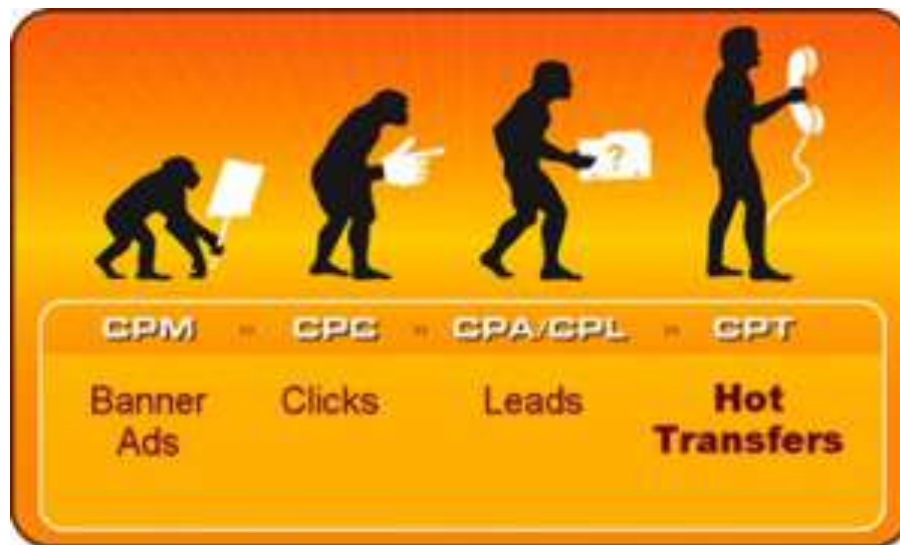 ?
CPM » CPC » CPA/CPL » CPT
Banner Ads
Clicks
Leads
Hot
Transfers